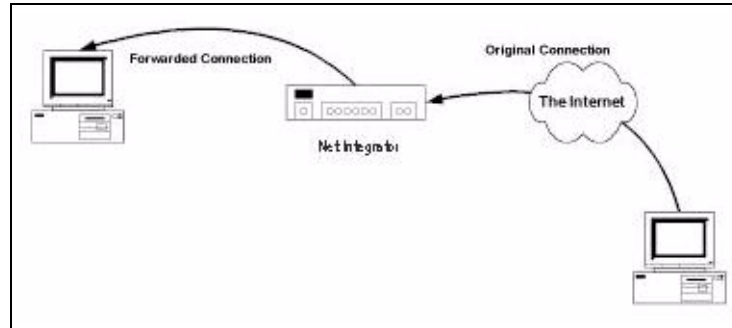 Original Connection
Forwarded Connection
The Internet
Net Integrator